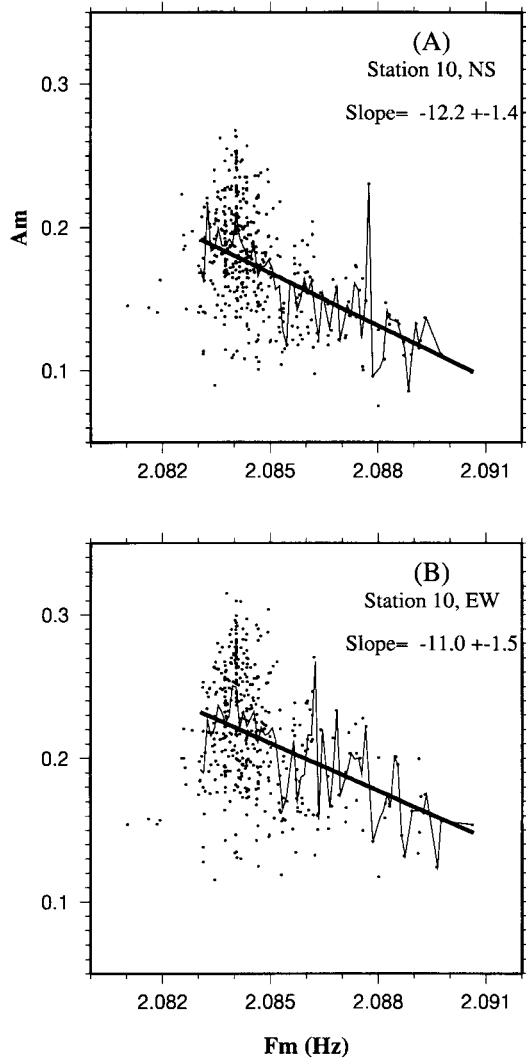 (A)
Station 10, NS
Slope= -12.2 +-1.4
0.3
0.2
0.1
Am
2.082 2.085 2.088 2.091
(B)
Station 10, EW
Slope= -11.0 +-1.5
0.3
0.2
0.1
2.082 2.085 2.088 2.091
Fm (Hz)